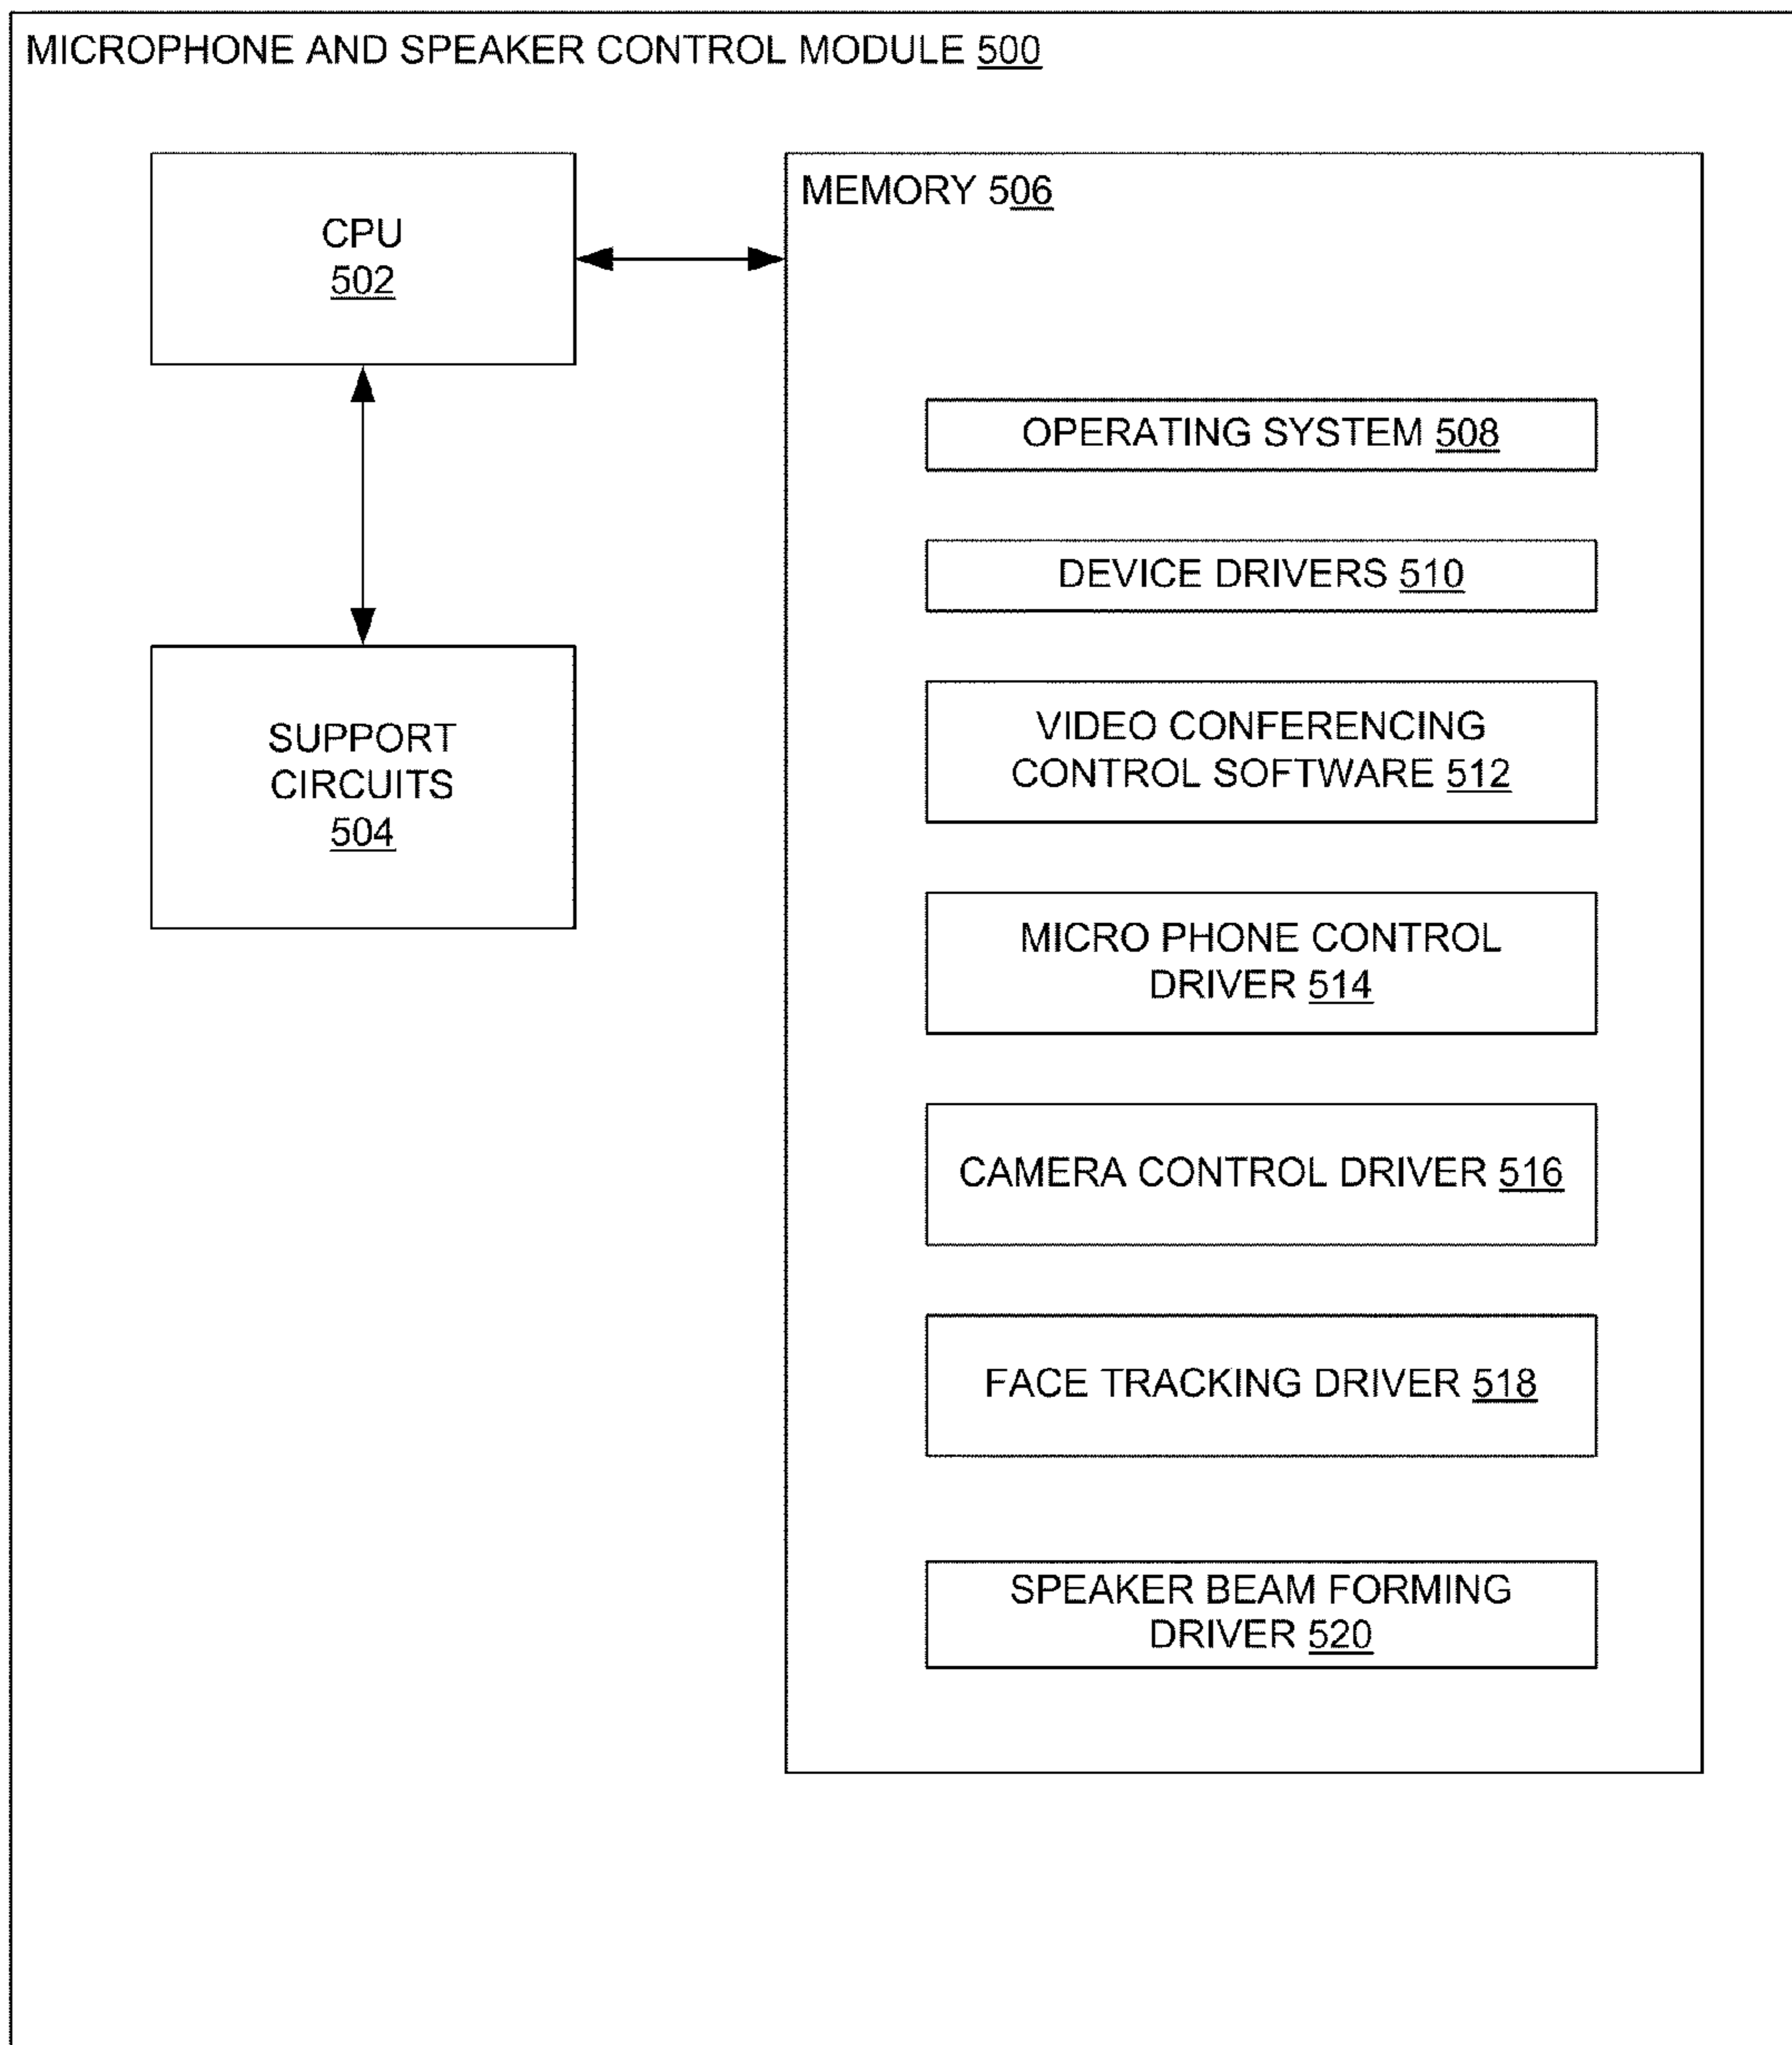 MICROPHONE AND SPEAKER CONTROL MODULE 500
CPU
502
MEMORY 506
OPERATING SYSTEM 508
DEVICE DRIVERS 510
SUPPORT
CIRCUITS
504
VIDEO CONFERENCING
CONTROL SOFTWARE 512
MICRO PHONE CONTROL
DRIVER 514
CAMERA CONTROL DRIVER 516
FACE TRACKING DRIVER 518
SPEAKER BEAM FORMING
DRIVER 520